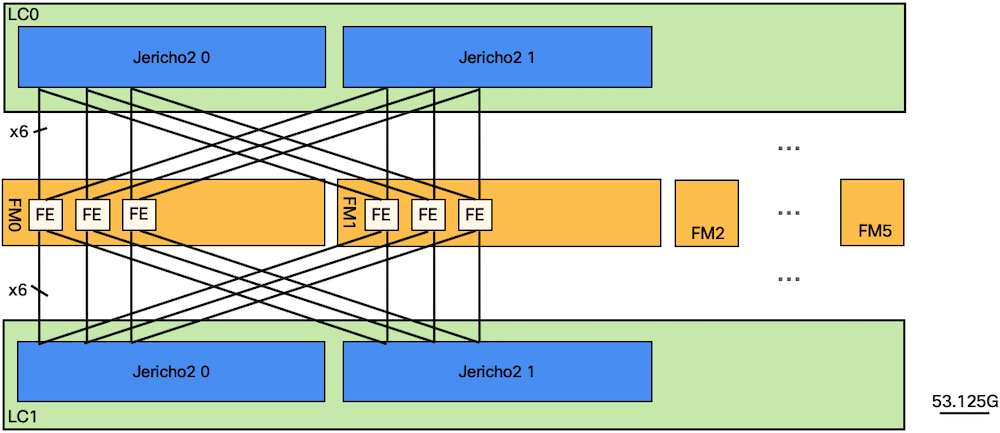 LC0
Jericho2 0
Jericho2 1
x6
...
FM0
FE
FE
FE
FM1
FE
FE
FE
FM2
...
FM5
x6
...
Jericho2 0
Jericho2 1
LC1
53.125G